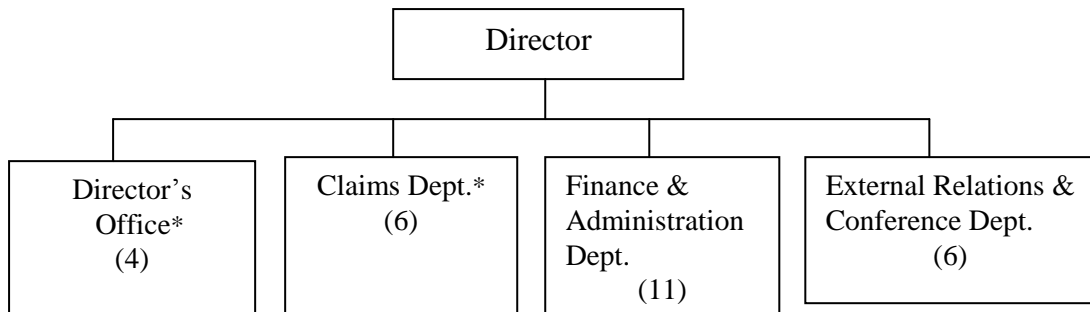 Director
Director’s
Office*
(4)
Claims Dept.*
(6)
Finance &
Administration
Dept.
(11)
External Relations &
Conference Dept.
(6)